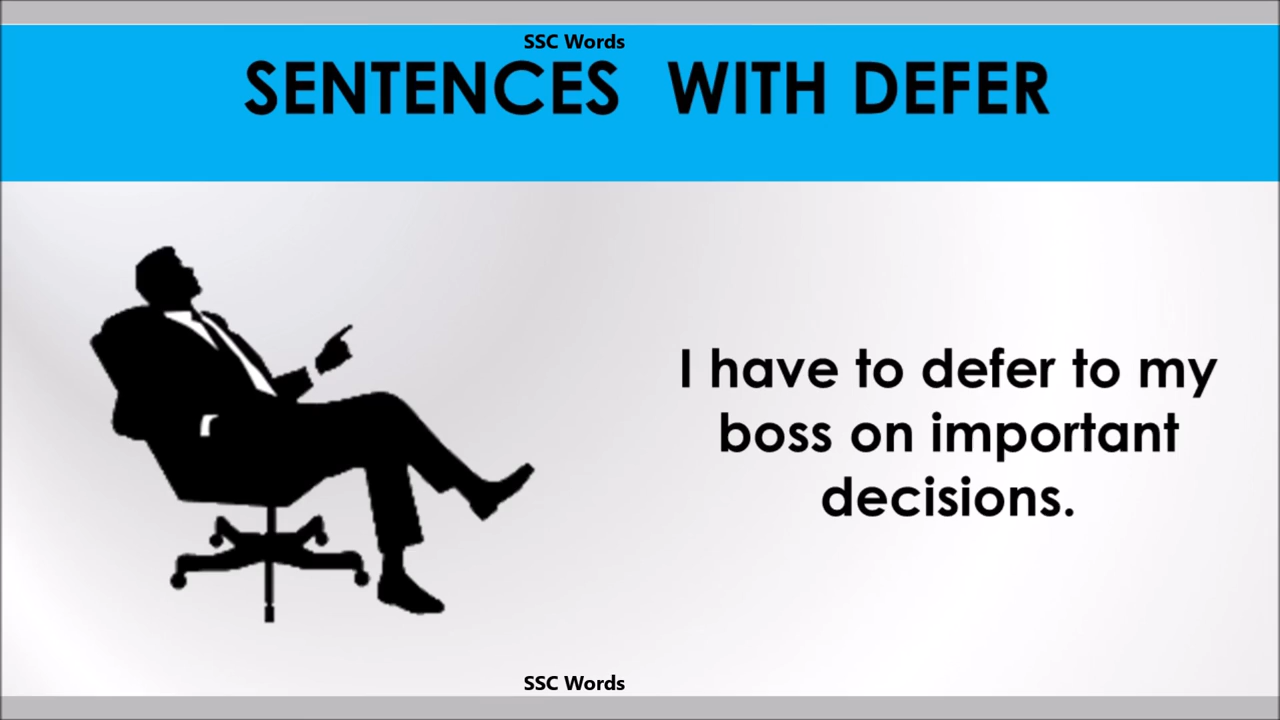 SSC Words
SENTENCES WITH DEFER
I have to defer to my
boss on important
decisions.
SSC Words